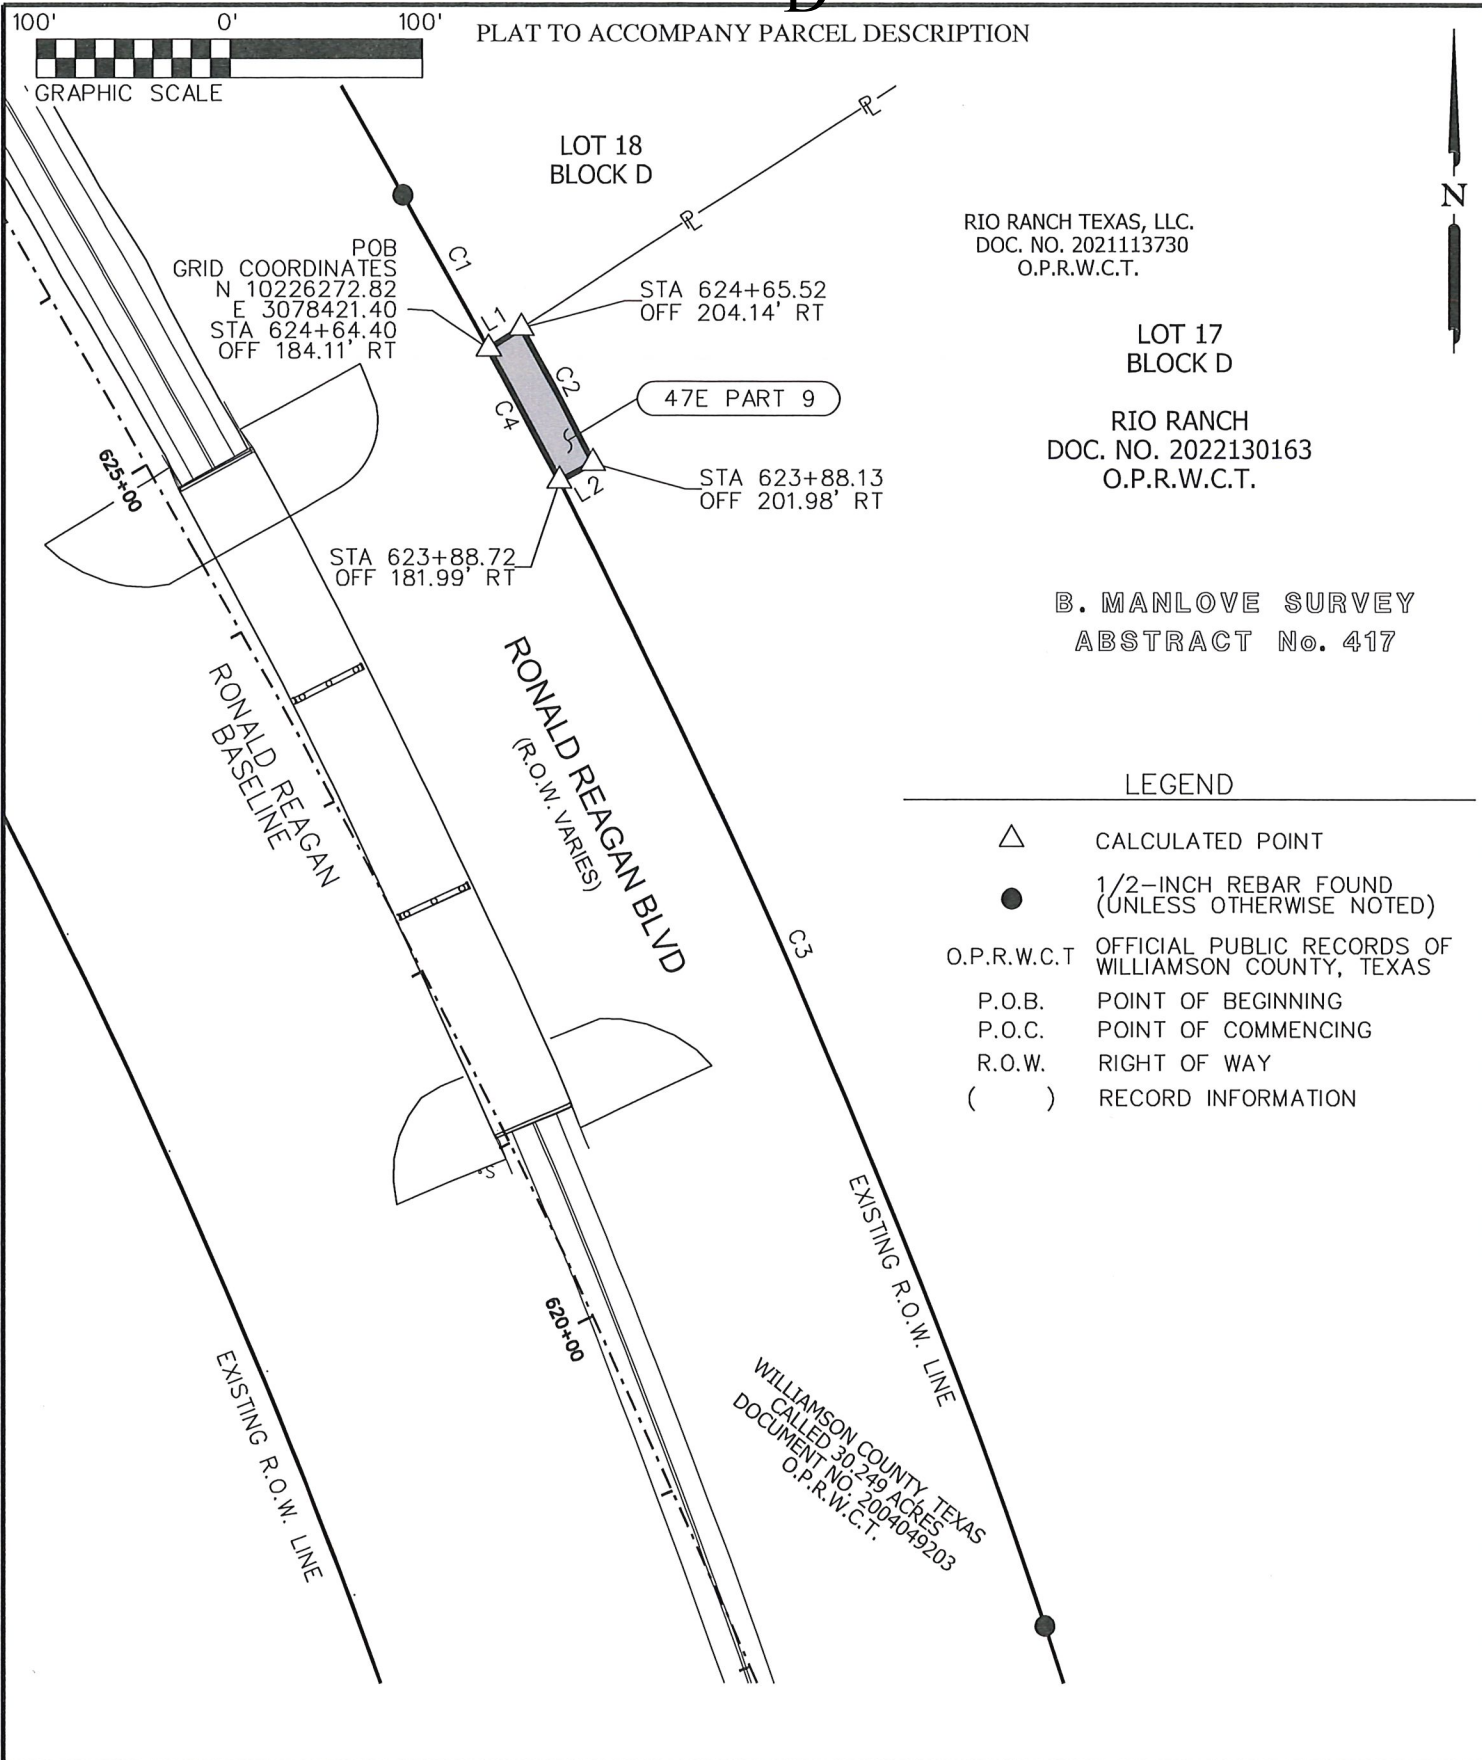 D
PLAT TO ACCOMPANY PARCEL DESCRIPTION
100' 0' 100'
GRAPHIC SCALE
LOT 18
BLOCK D
P L
P L
RIO RANCH TEXAS, LLC.
DOC. NO. 2021113730
O.P.R.W.C.T.
N
POB
GRID COORDINATES
N 10226272.82
E 3078421.40
STA 624+64.40
OFF 184.11' RT
C1
L1
STA 624+65.52
OFF 204.14' RT
C2
C4
47E PART 9
L2
STA 623+88.13
OFF 201.98' RT
STA 623+88.72
OFF 181.99' RT
LOT 17
BLOCK D
RIO RANCH
DOC. NO. 2022130163
O.P.R.W.C.T.
625+00
B. MANLOVE SURVEY
ABSTRACT No. 417
RONALD REAGAN
BASELINE
RONALD REAGAN BLVD
(R.O.W. VARIES)
C3
LEGEND
CALCULATED POINT
1/2-INCH REBAR FOUND
(UNLESS OTHERWISE NOTED)
O.P.R.W.C.T OFFICIAL PUBLIC RECORDS OF
WILLIAMSON COUNTY, TEXAS
P.O.B. POINT OF BEGINNING
P.O.C. POINT OF COMMENCING
R.O.W. RIGHT OF WAY
( ) RECORD INFORMATION
EXISTING R.O.W. LINE
620+00
EXISTING R.O.W. LINE
WILLIAMSON COUNTY, TEXAS
CALLED 30.249 ACRES
DOCUMENT NO. 2004049203
O.P.R.W.C.T.